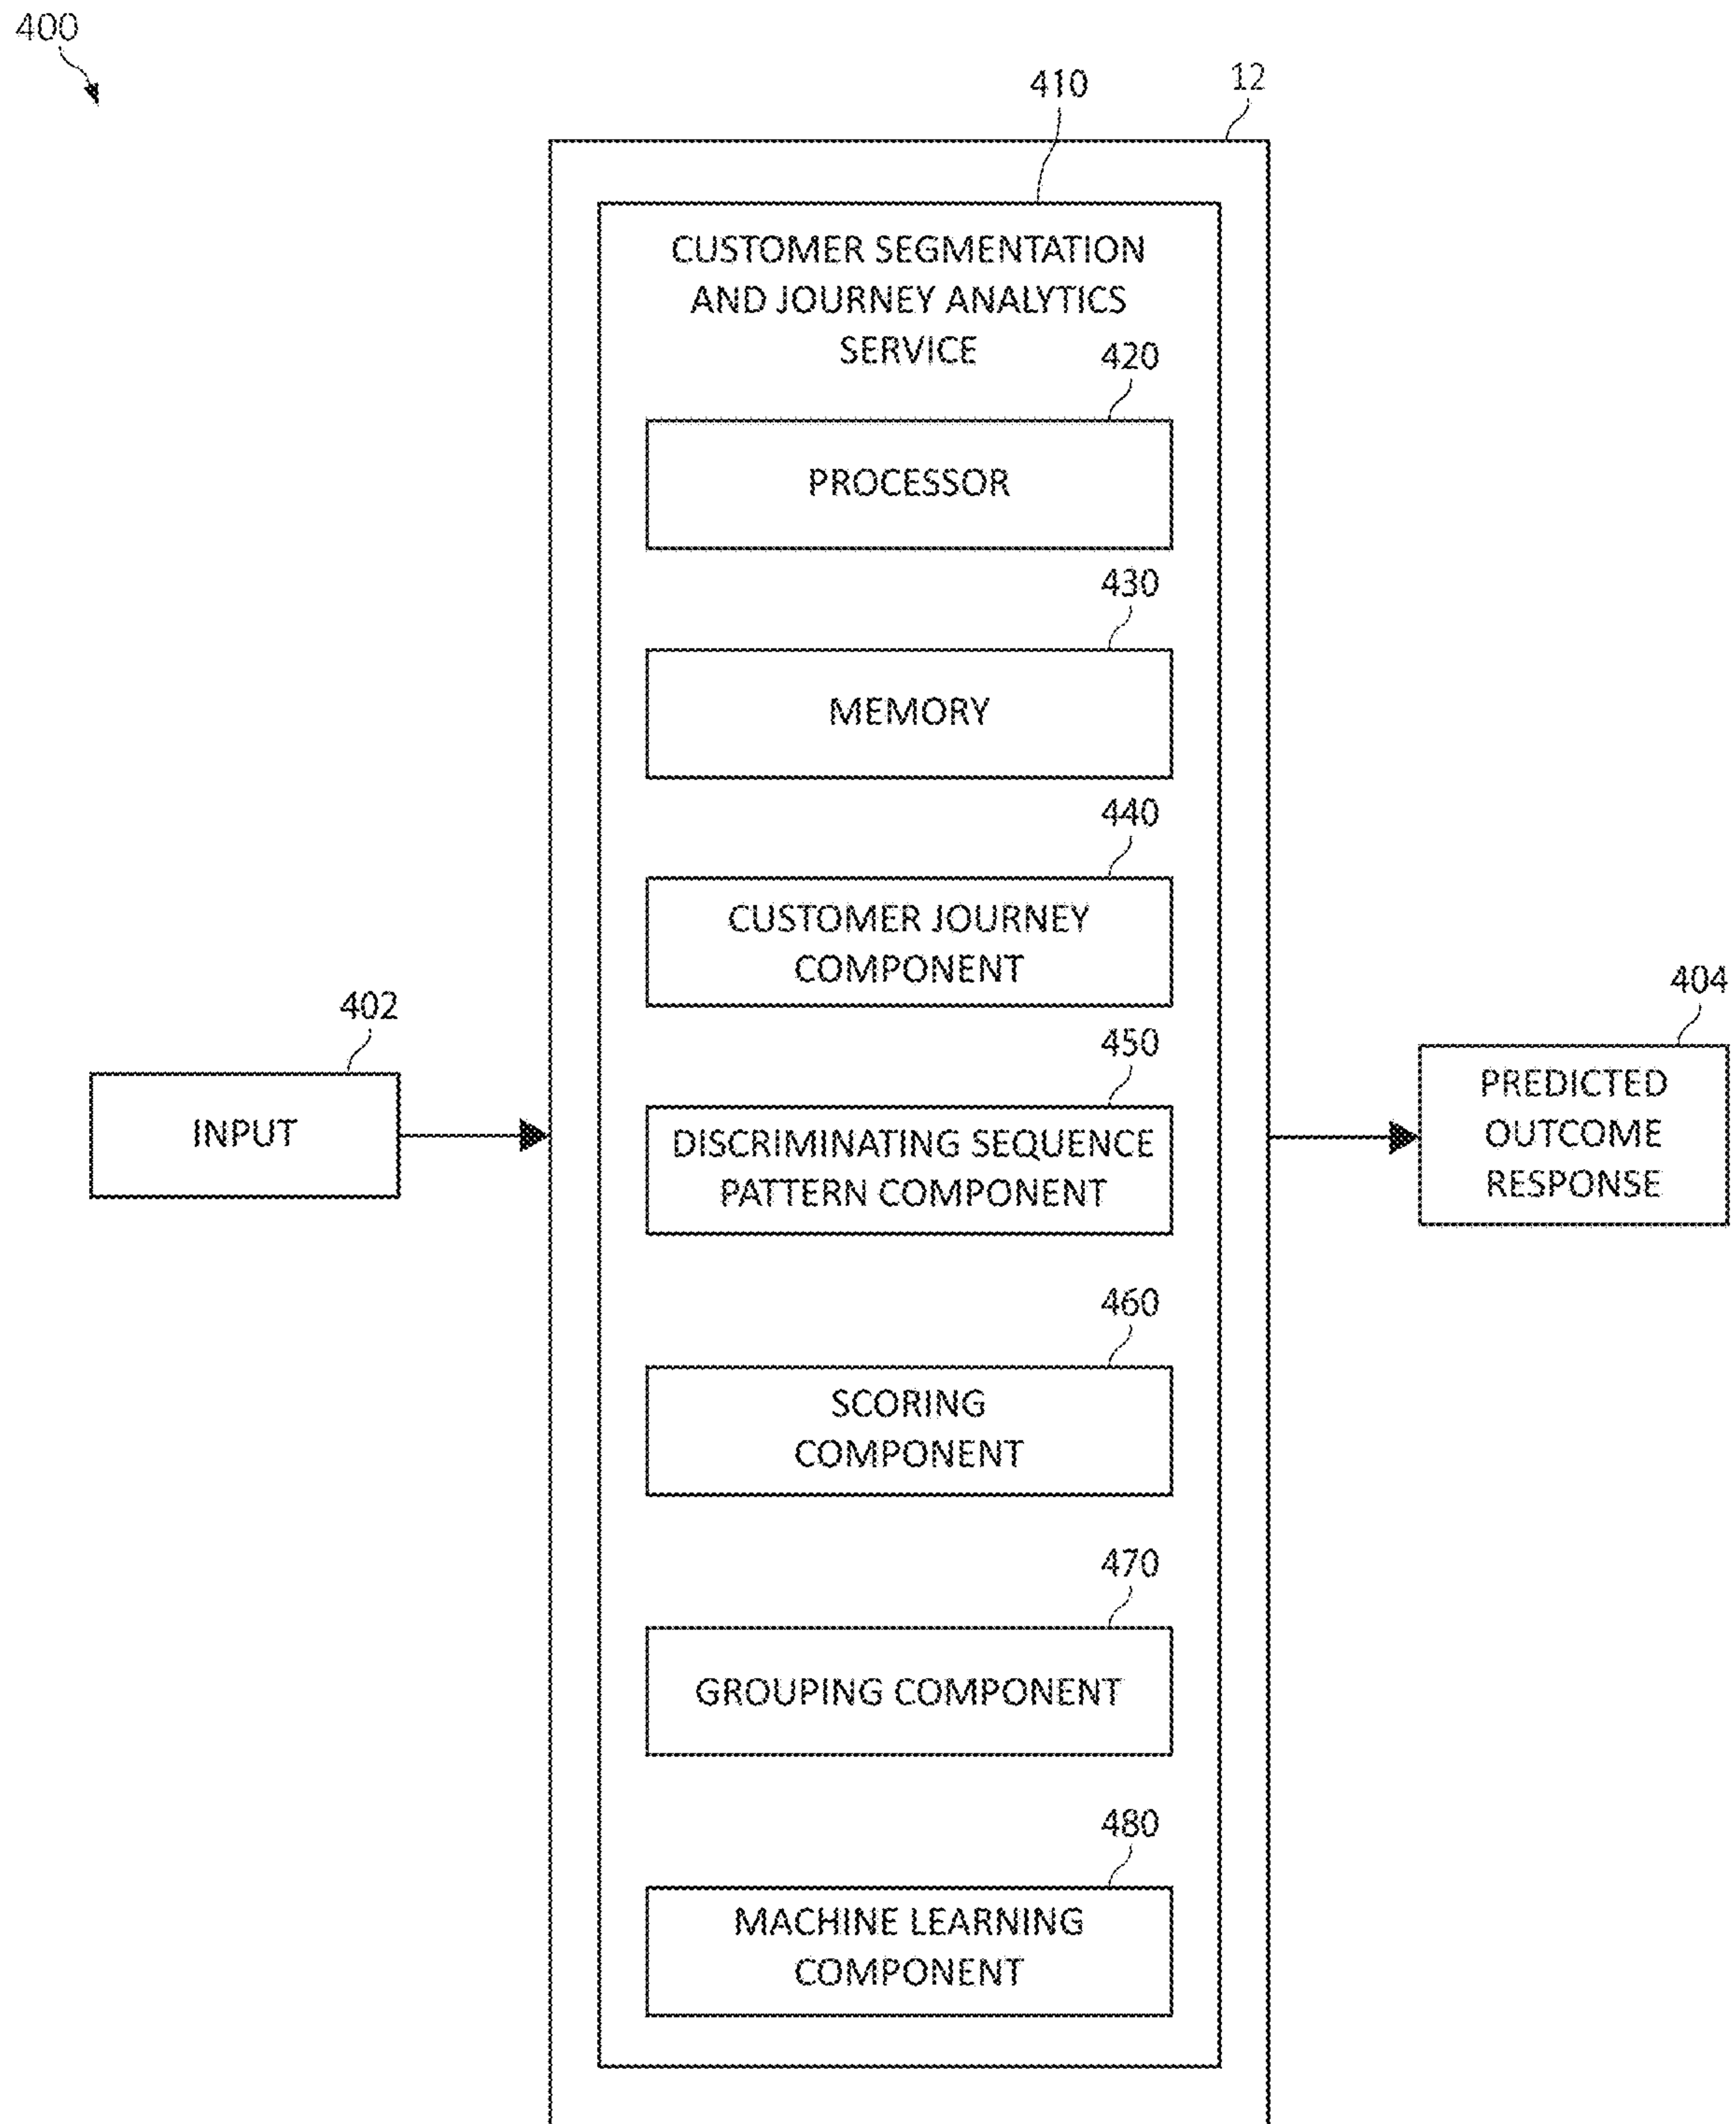 400
12
410
CUSTOMER SEGMENTATION
AND JOURNEY ANALYTICS
SERVICE
420
PROCESSOR
430
MEMORY
440
CUSTOMER JOURNEY
COMPONENT
402
INPUT
450
DISCRIMINATING SEQUENCE
PATTERN COMPONENT
404
PREDICTED
OUTCOME
RESPONSE
460
SCORING
COMPONENT
470
GROUPING COMPONENT
480
MACHINE LEARNING
COMPONENT